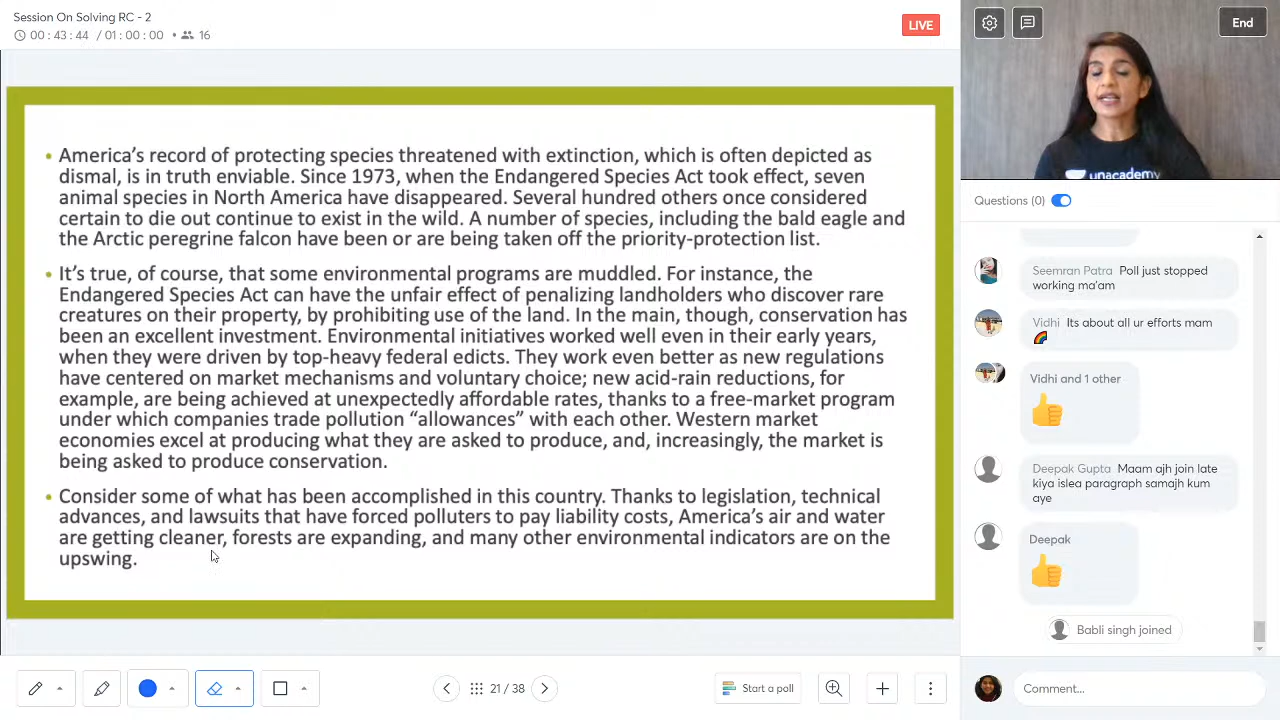 Session On Solving RC - 2
00 : 43 : 44 / 01 : 00 : 00 • 16
LIVE
End
unacademy
America's record of protecting species threatened with extinction, which is often depicted as
dismal, is in truth enviable. Since 1973, when the Endangered Species Act took effect, seven
animal species in North America have disappeared. Several hundred others once considered
certain to die out continue to exist in the wild. A number of species, including the bald eagle and
the Arctic peregrine falcon have been or are being taken off the priority-protection list.
It's true, of course, that some environmental programs are muddled. For instance, the
Endangered Species Act can have the unfair effect of penalizing landholders who discover rare
creatures on their property, by prohibiting use of the land. In the main, though, conservation has
been an excellent investment. Environmental initiatives worked well even in their early years,
when they were driven by top-heavy federal edicts. They work even better as new regulations
have centered on market mechanisms and voluntary choice; new acid-rain reductions, for
example, are being achieved at unexpectedly affordable rates, thanks to a free-market program
under which companies trade pollution “allowances” with each other. Western market
economies excel at producing what they are asked to produce, and, increasingly, the market is
being asked to produce conservation.
Consider some of what has been accomplished in this country. Thanks to legislation, technical
advances, and lawsuits that have forced polluters to pay liability costs, America's air and water
are getting cleaner, forests are expanding, and many other environmental indicators are on the
upswing.
Questions (0)
Seemran Patra Poll just stopped
working ma'am
Vidhi Its about all ur efforts mam
Vidhi and 1 other
Deepak Gupta Maam ajh join late
kiya islea paragraph samajh kum
aye
Deepak
Babli singh joined
21 / 38
Start a poll
Comment...